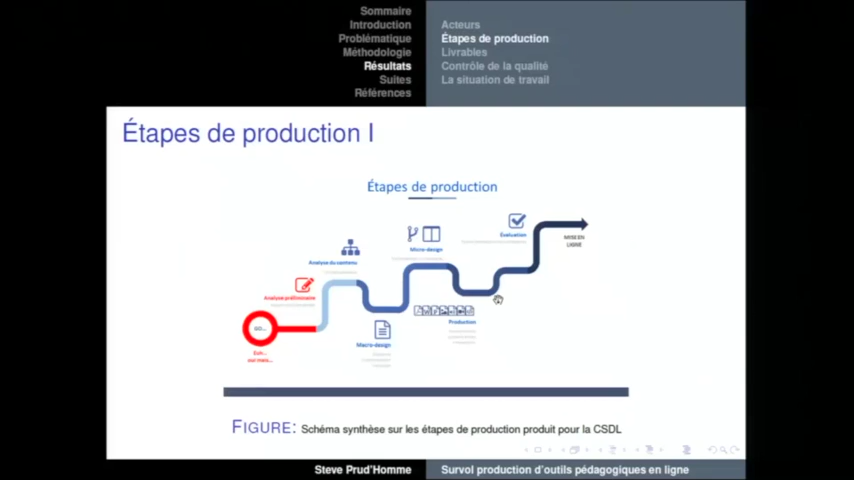 Sommaire
Introduction
Problématique
Méthodologie
Résultats
Suites
Références
Acteurs
Étapes de production
Livrables
Contrôle de la qualité
La situation de travail
Étapes de production I
Étapes de production
Évaluation
MISE EN
LIGNE
Micro-design
Analyse du contenu
Analyse préliminaire
GO...
Euh...
oui mais...
Production
Macro-design
FIGURE: Schéma synthèse sur les étapes de production produit pour la CSDL
Steve Prud'Homme
Survol production d'outils pédagogiques en ligne